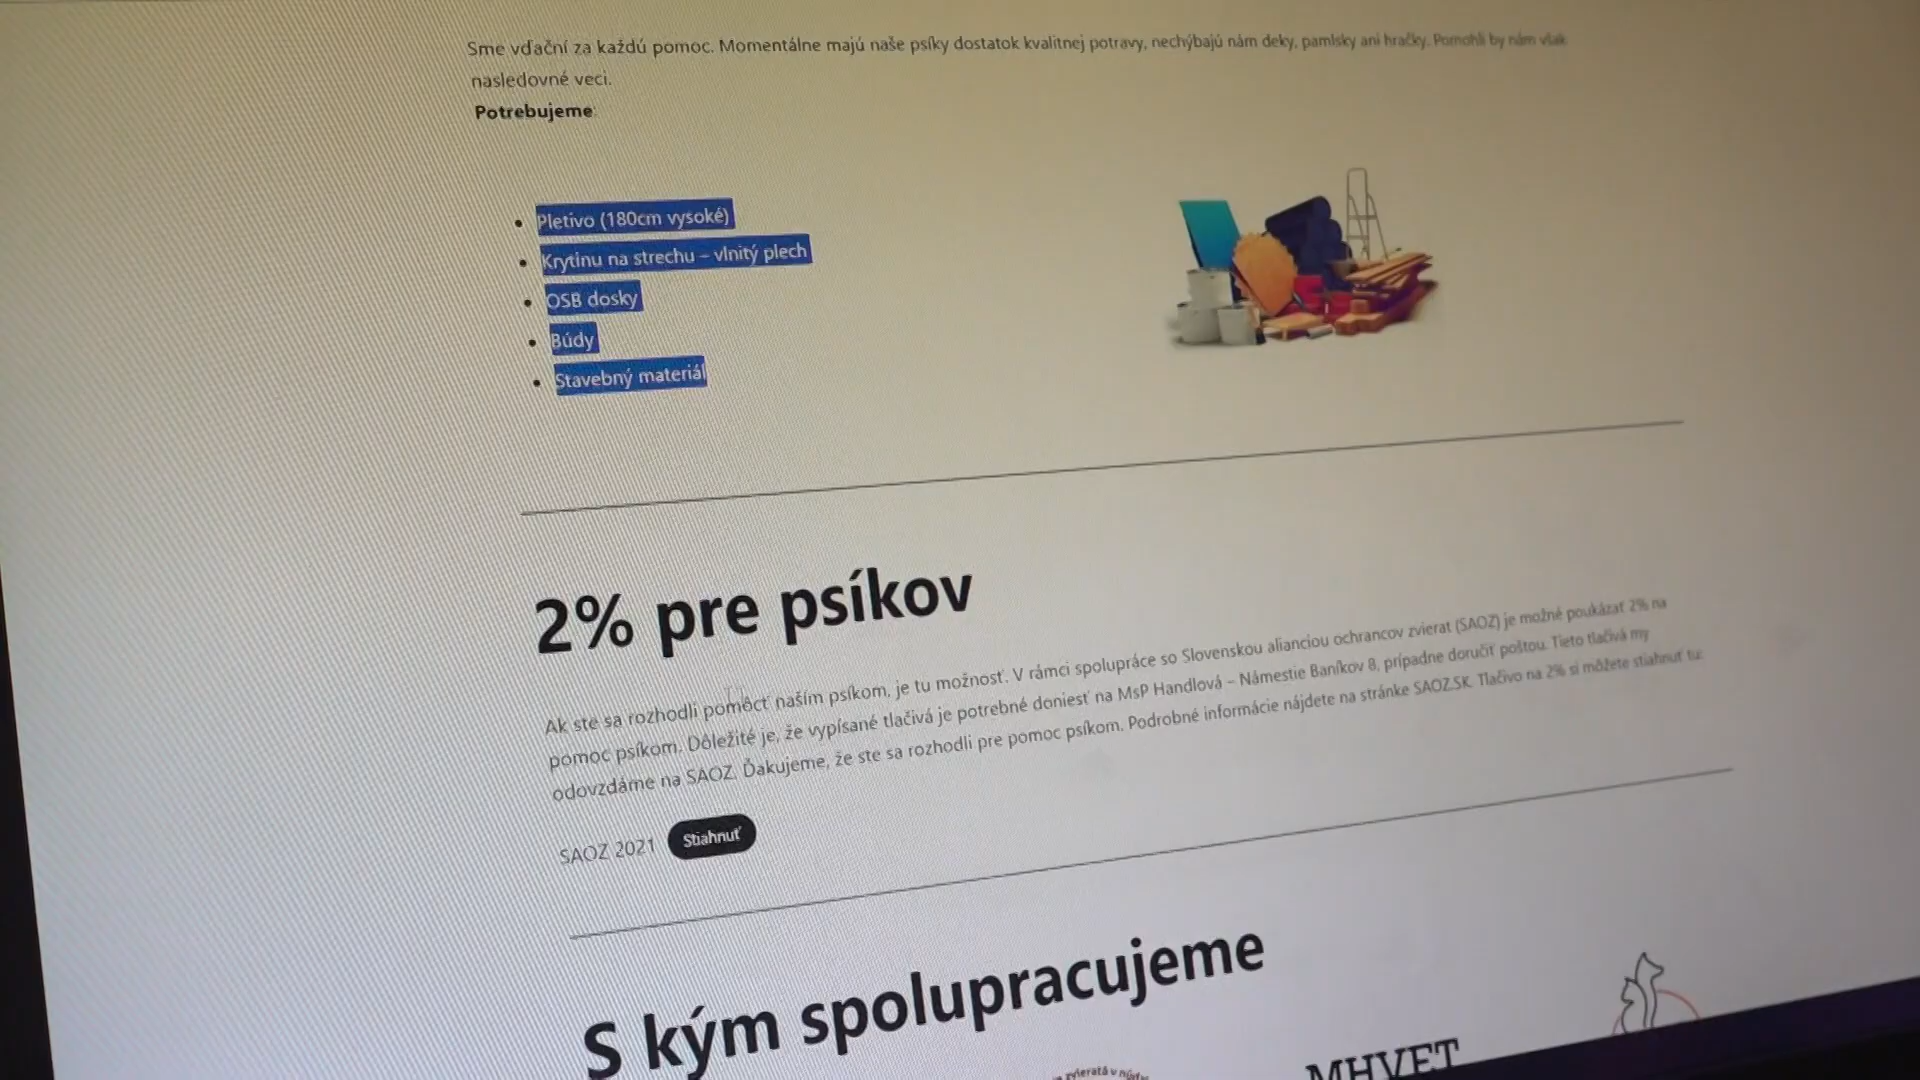 Sme vďační za každú pomoc. Momentálne majú naše psíky dostatok kvalitnej potravy, nechýbajú nám deky, pamlsky ani hračky. Pomohli by nám však
nasledovné veci.
Potrebujeme:
Pletivo (180cm vysoké)
Krytinu na strechu – vlnitý plech
OSB dosky
Búdy
Stavebný materiál
2% pre psíkov
Ak ste sa rozhodli pomôcť naším psíkom, je tu možnosť. V rámci spolupráce so Slovenskou alianciou ochrancov zvierat (SAOZ) je možné poukázať 2% na
pomoc psíkom. Dôležité je, že vypísané tlačivá je potrebné doniesť na MsP Handlová – Námestie Baníkov 8, prípadne doručiť poštou. Tieto tlačivá my
odovzdáme na SAOZ. Ďakujeme, že ste sa rozhodli pre pomoc psíkom. Podrobné informácie nájdete na stránke SAOZ.SK. Tlačivo na 2% si môžete stiahnuť tu:
SAOZ 2021 Stiahnuť
S kým spolupracujeme
zvieratá v
MHVET